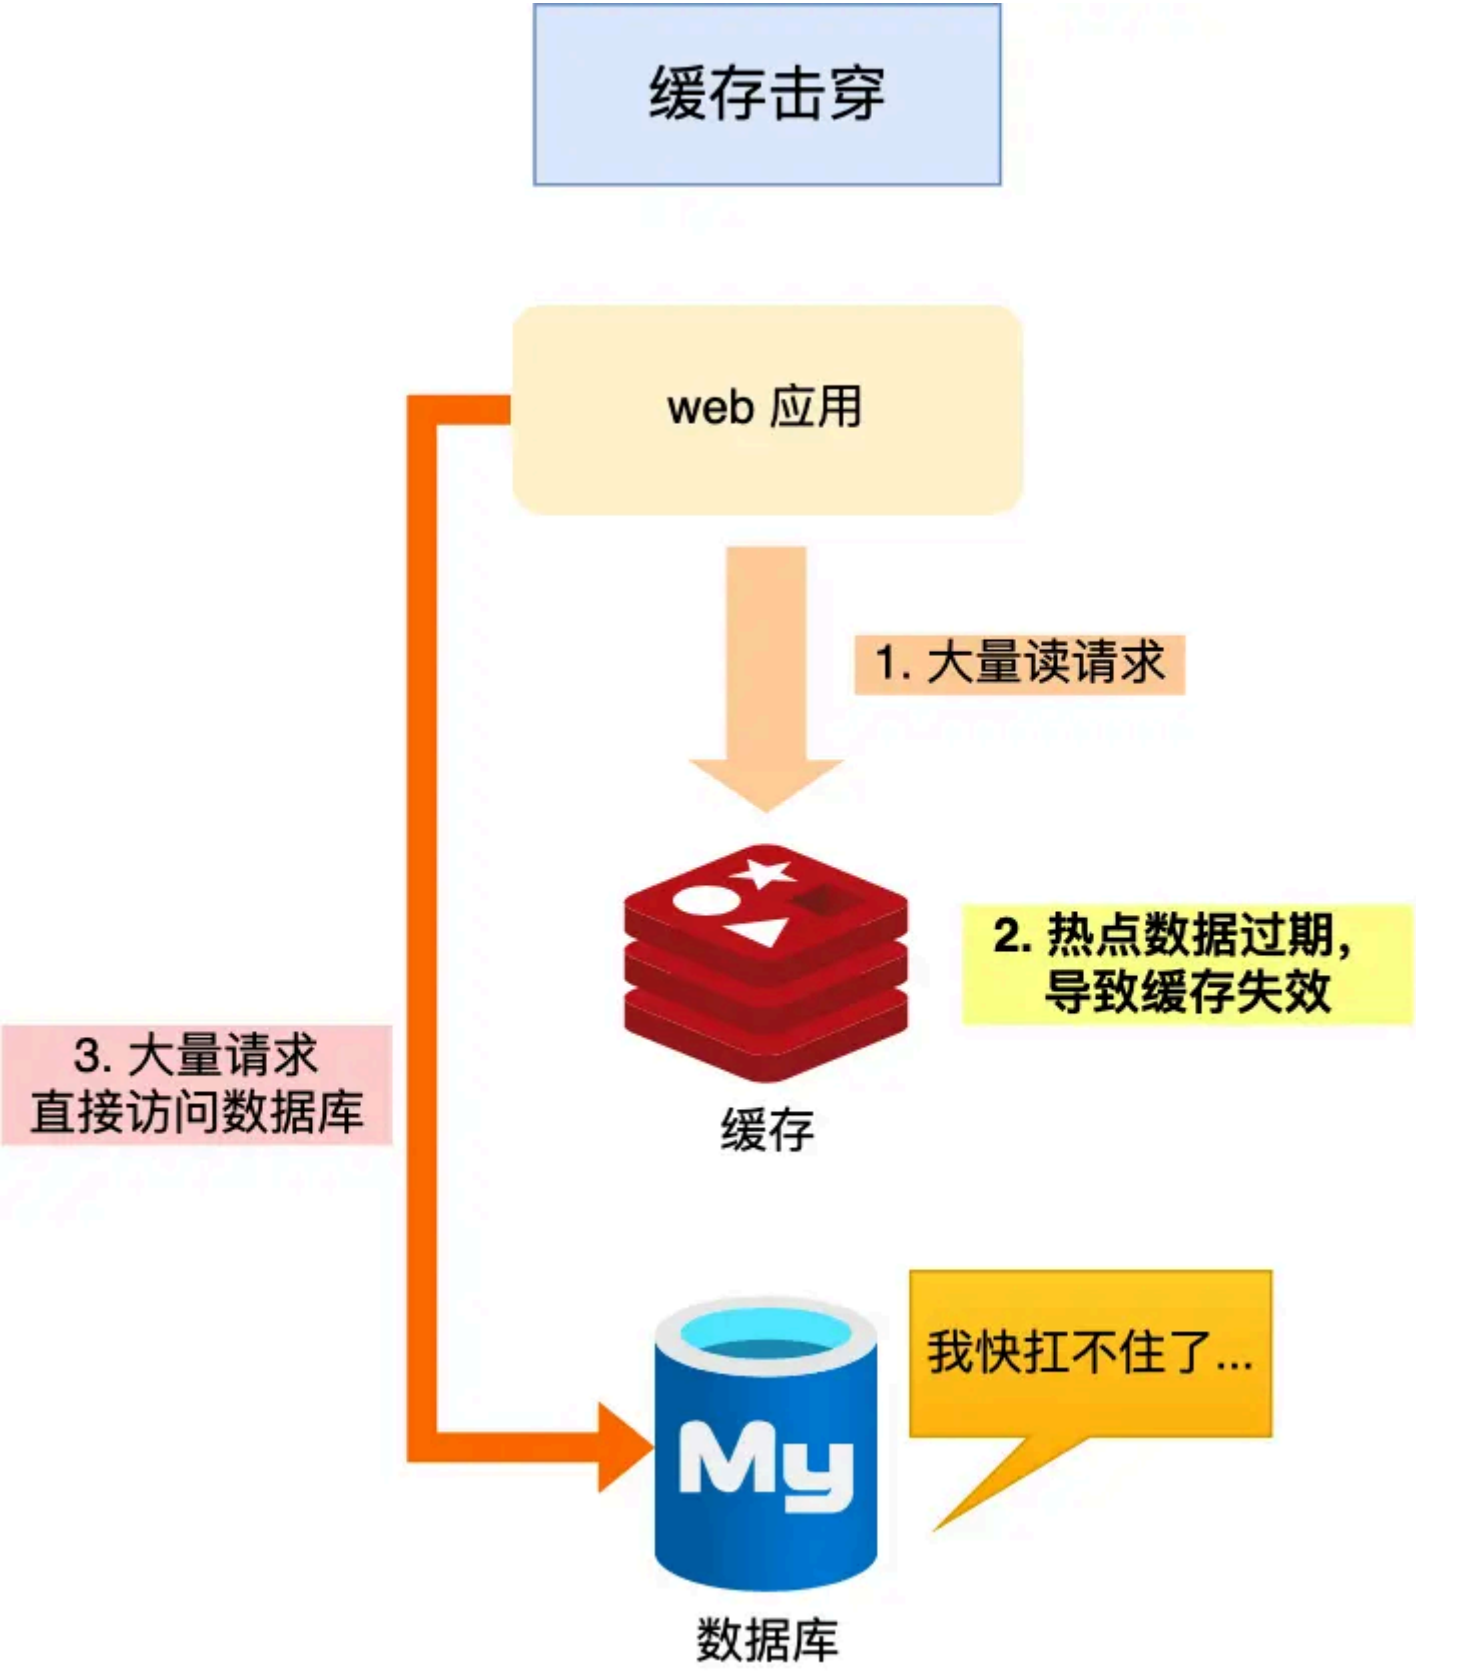 缓存击穿
web 应用
1. 大量读请求
2. 热点数据过期，
导致缓存失效
3. 大量请求
直接访问数据库
缓存
我快扛不住了...
My
数据库